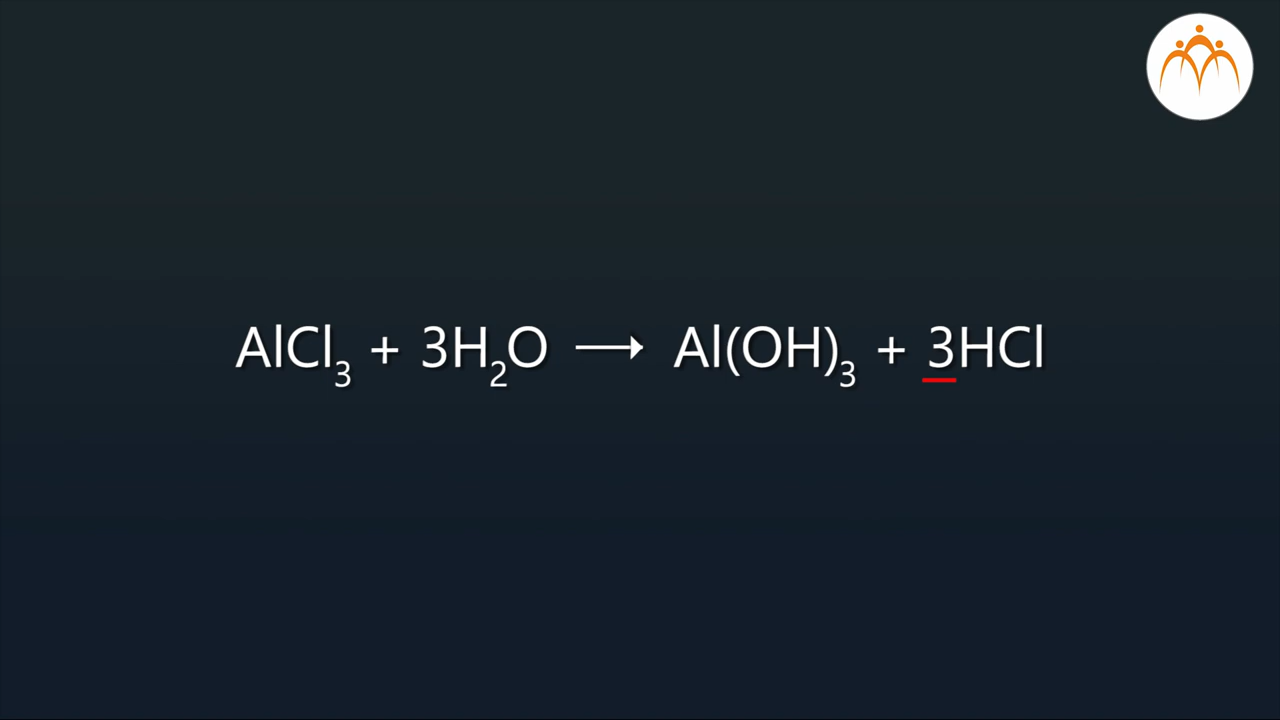 AlCl₃ + 3H₂O ⟶ Al(OH)₃ + 3HCl